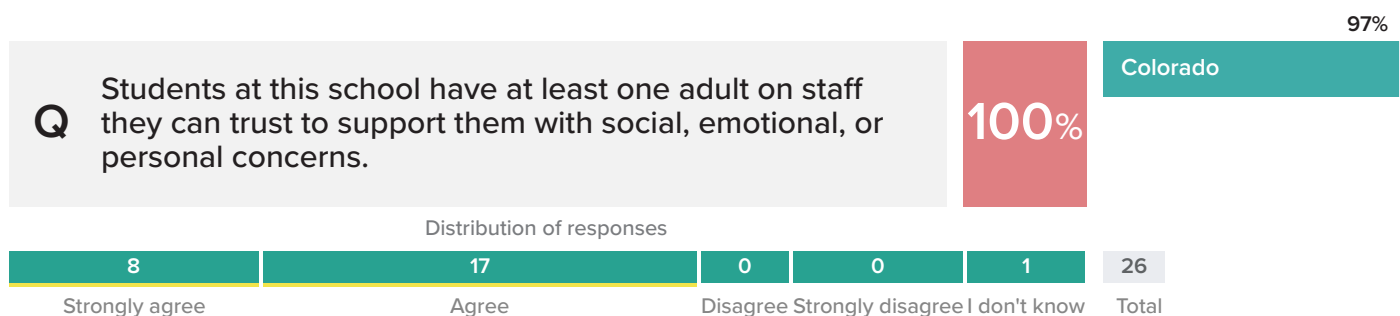 97%
Q
Students at this school have at least one adult on staff
they can trust to support them with social, emotional, or
personal concerns.
100%
Colorado
Distribution of responses
8 17 0 0 1 26
Strongly agree Agree Disagree Strongly disagree I don't know Total